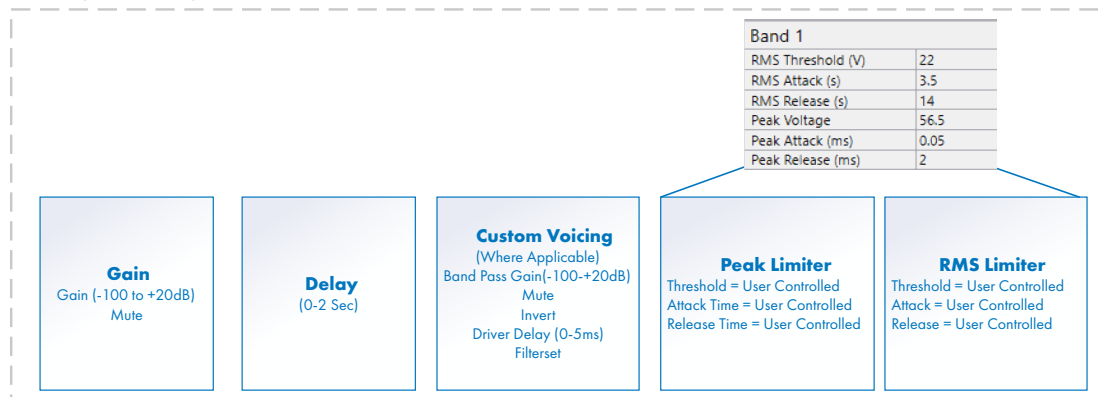 Band 1
RMS Threshold (V) 22
RMS Attack (s) 3.5
RMS Release (s) 14
Peak Voltage 56.5
Peak Attack (ms) 0.05
Peak Release (ms) 2
Gain
Gain (-100 to +20dB)
Mute
Delay
(0-2 Sec)
Custom Voicing
(Where Applicable)
Band Pass Gain(-100-+20dB)
Mute
Invert
Driver Delay (0-5ms)
Filterset
Peak Limiter
Threshold = User Controlled
Attack Time = User Controlled
Release Time = User Controlled
RMS Limiter
Threshold = User Controlled
Attack = User Controlled
Release = User Controlled